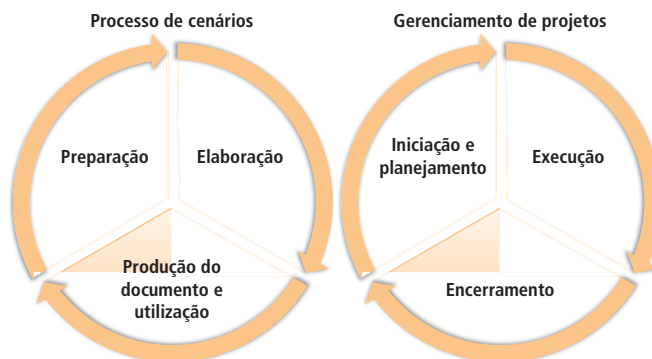 Processo de cenários
Preparação
Elaboração
Produção do
documento e
utilização
Gerenciamento de projetos
Iniciação e
planejamento
Execução
Encerramento